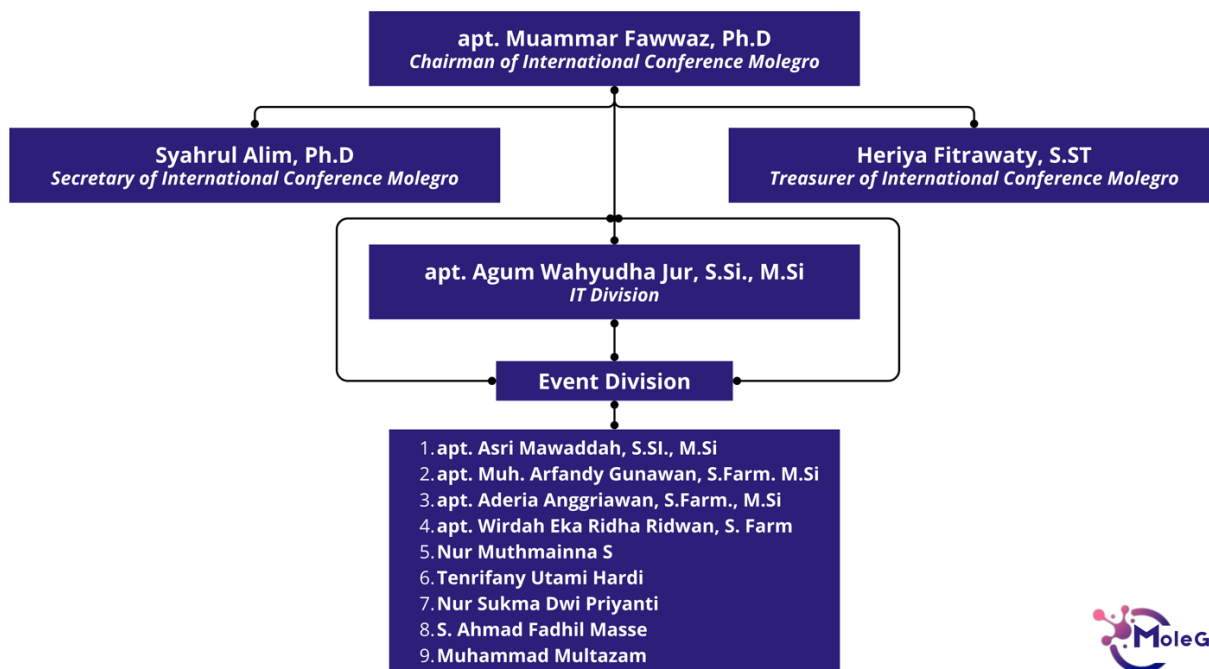 apt. Muammar Fawwaz, Ph.D
Chairman of International Conference Molegro
Syahrul Alim, Ph.D
Secretary of International Conference Molegro
Heriya Fitrawaty, S.ST
Treasurer of International Conference Molegro
apt. Agum Wahyudha Jur, S.Si., M.Si
IT Division
Event Division
1. apt. Asri Mawaddah, S.SI., M.Si
2. apt. Muh. Arfandy Gunawan, S.Farm. M.Si
3. apt. Aderia Anggriawan, S.Farm., M.Si
4. apt. Wirdah Eka Ridha Ridwan, S. Farm
5. Nur Muthmainna S
6. Tenrifany Utami Hardi
7. Nur Sukma Dwi Priyanti
8. S. Ahmad Fadhil Masse
9. Muhammad Multazam
MoleG